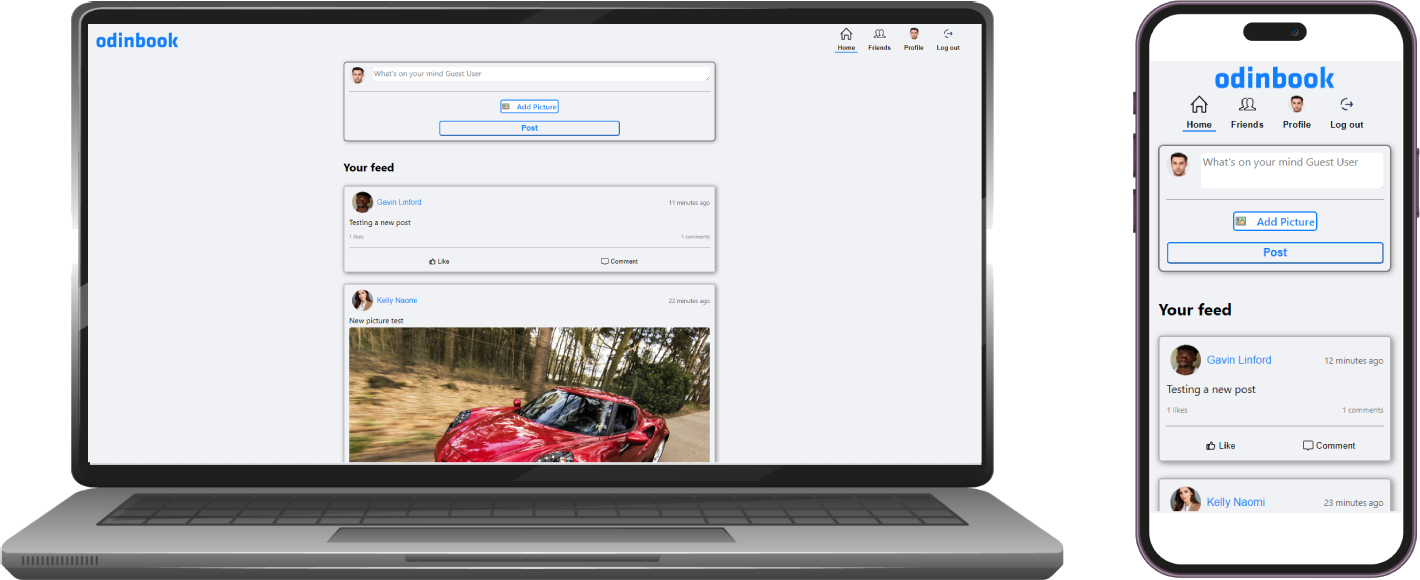 odinbook
Home Friends Profile Log out
What's on your mind Guest User
Add Picture
Post
Your feed
Gavin Linford 11 minutes ago
Testing a new post
1 likes 1 comments
Like Comment
Kelly Naomi 22 minutes ago
New picture test
odinbook
Home Friends Profile Log out
What's on your mind Guest User
Add Picture
Post
Your feed
Gavin Linford 12 minutes ago
Testing a new post
1 likes 1 comments
Like Comment
Kelly Naomi 23 minutes ago